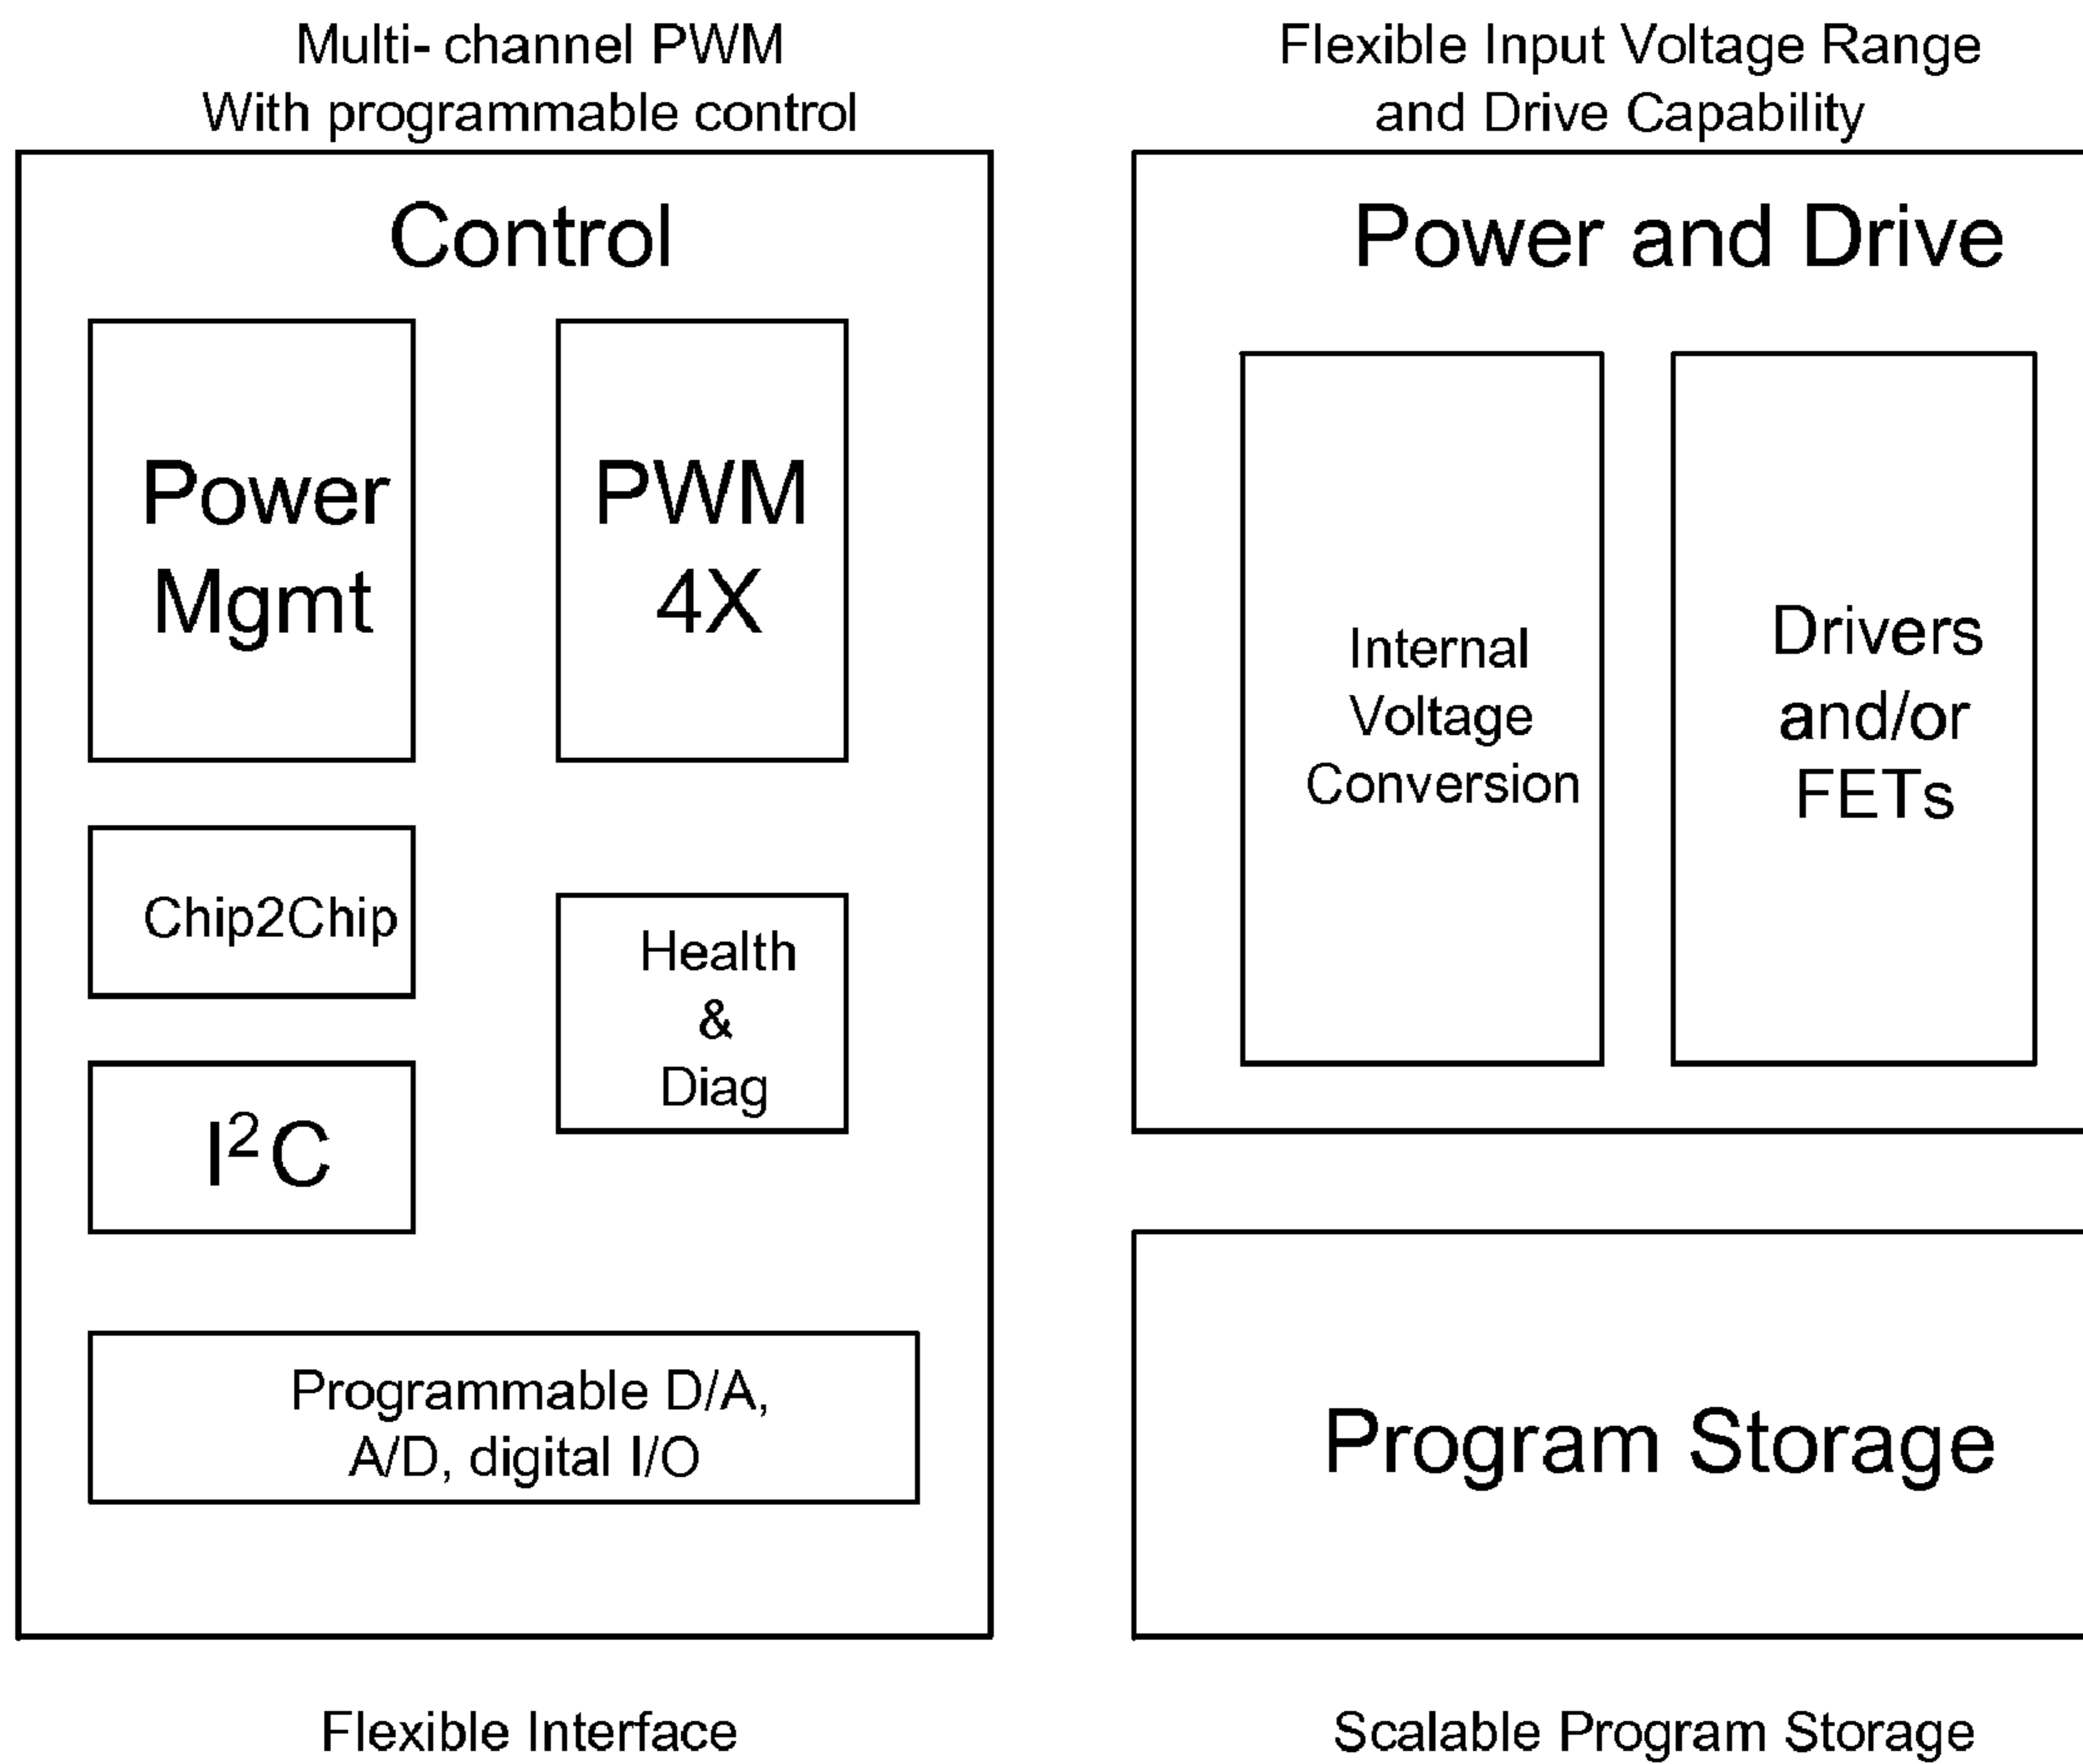 Multi- channel PWM
With programmable control
Control
Power
Mgmt
PWM
4X
Chip2Chip
Health
&
Diag
I²C
Programmable D/A,
A/D, digital I/O
Flexible Interface
Flexible Input Voltage Range
and Drive Capability
Power and Drive
Internal
Voltage
Conversion
Drivers
and/or
FETs
Program Storage
Scalable Program Storage